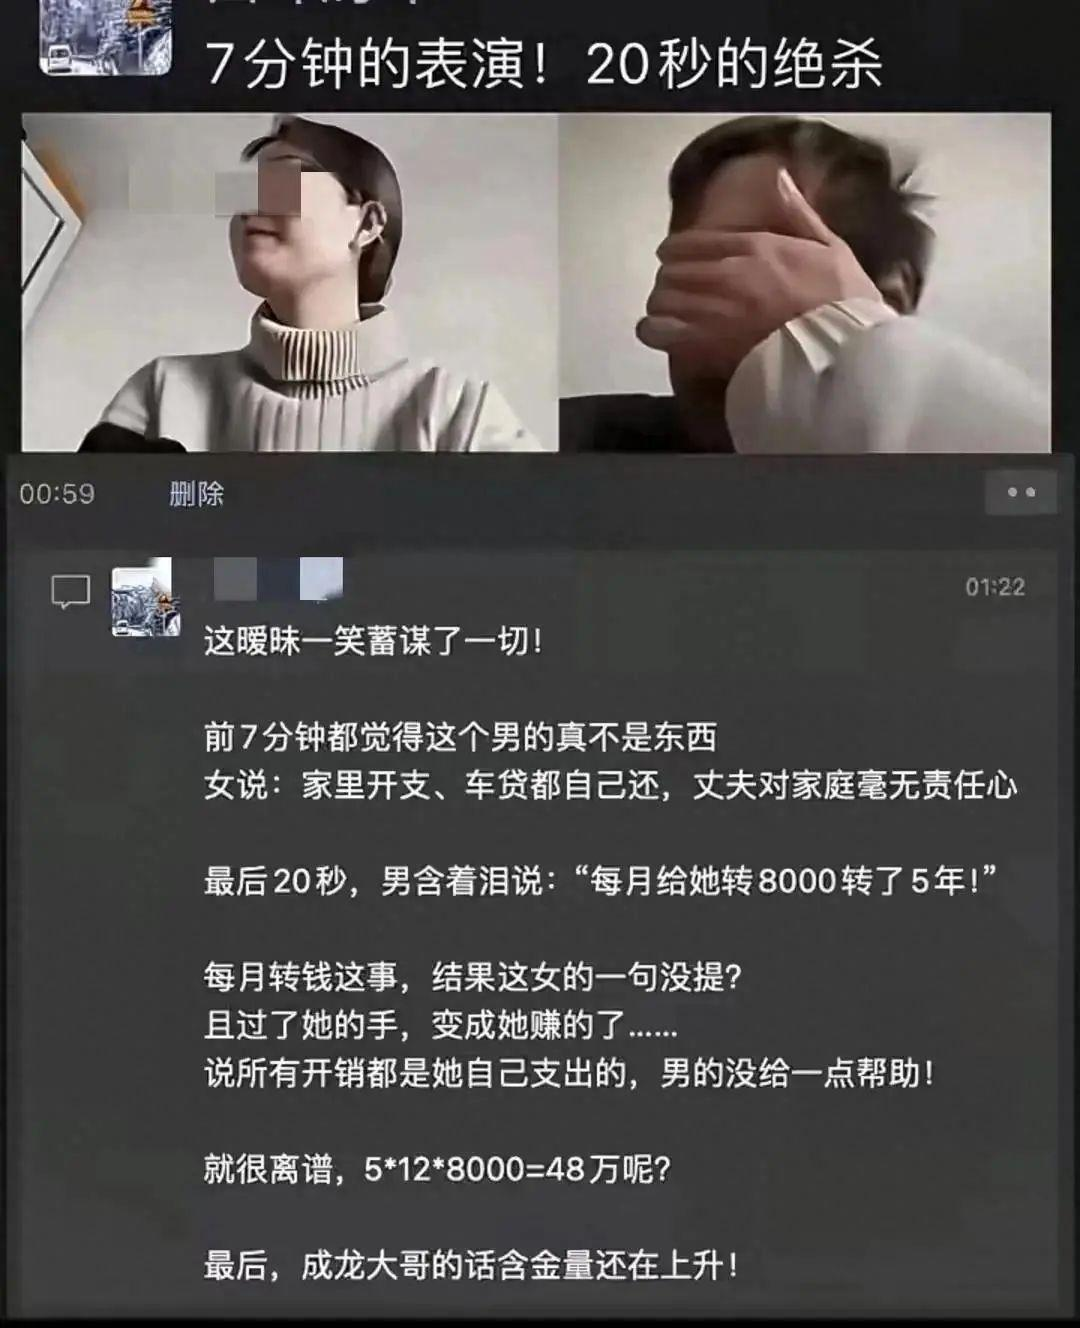 7分钟的表演！20秒的绝杀
00:59
删除
01:22
这暧昧一笑蓄谋了一切！
前7分钟都觉得这个男的真不是东西
女说：家里开支、车贷都自己还，丈夫对家庭毫无责任心
最后20秒，男含着泪说：“每月给她转8000转了5年！”
每月转钱这事，结果这女的一句没提？
且过了她的手，变成她赚的了……
说所有开销都是她自己支出的，男的没给一点帮助！
就很离谱，5*12*8000=48万呢？
最后，成龙大哥的话含金量还在上升！